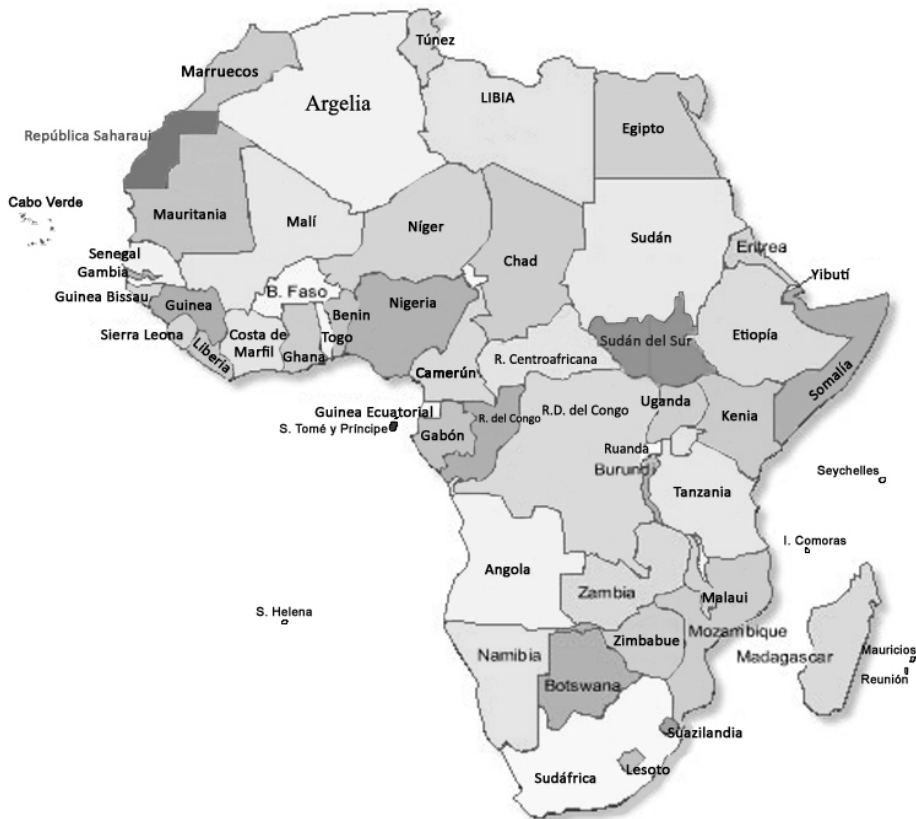 Túnez
Marruecos
Argelia
LIBIA
Egipto
República Saharaui
Cabo Verde
Mauritania
Malí
Níger
Chad
Sudán
Eritrea
Senegal
Gambia
Yibutí
Guinea Bissau
Guinea
B. Faso
Nigeria
Benin
Sierra Leona
Libería
Costa de
Marfil
Ghana
Togo
Camerún
R. Centroafricana
Sudán del Sur
Etiopía
Somalía
Guinea Ecuatorial
S. Tomé y Príncipe
Gabón
R. del Congo
R.D. del Congo
Uganda
Kenia
Ruanda
Burundi
Seychelles
Tanzania
I. Comoras
Angola
Zambia
Malaui
S. Helena
Mozambique
Zimbabue
Namibia
Botswana
Madagascar
Mauricios
Reunión
Suazilandia
Lesoto
Sudáfrica